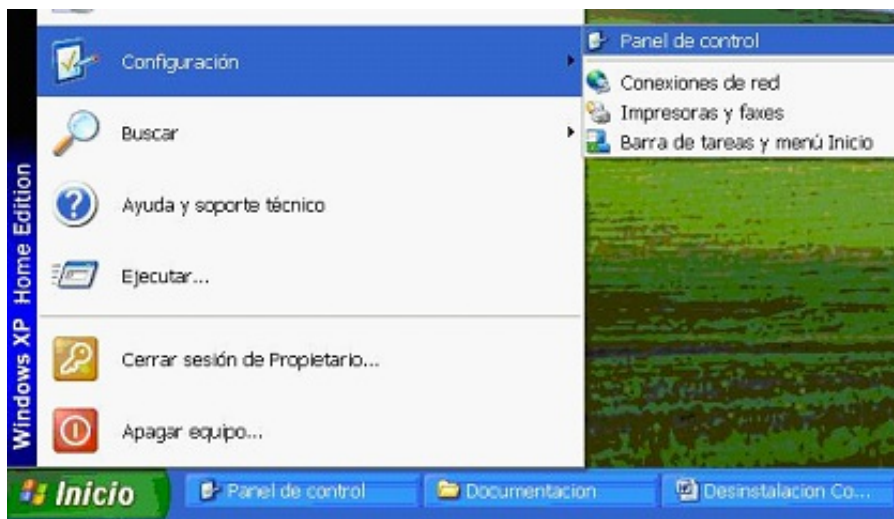 Configuración
Buscar
Ayuda y soporte técnico
Ejecutar...
Cerrar sesión de Propietario...
Apagar equipo...
Panel de control
Conexiones de red
Impresoras y faxes
Barra de tareas y menú Inicio
Windows XP Home Edition
Inicio
Panel de control
Documentacion
Desinstalacion Co...